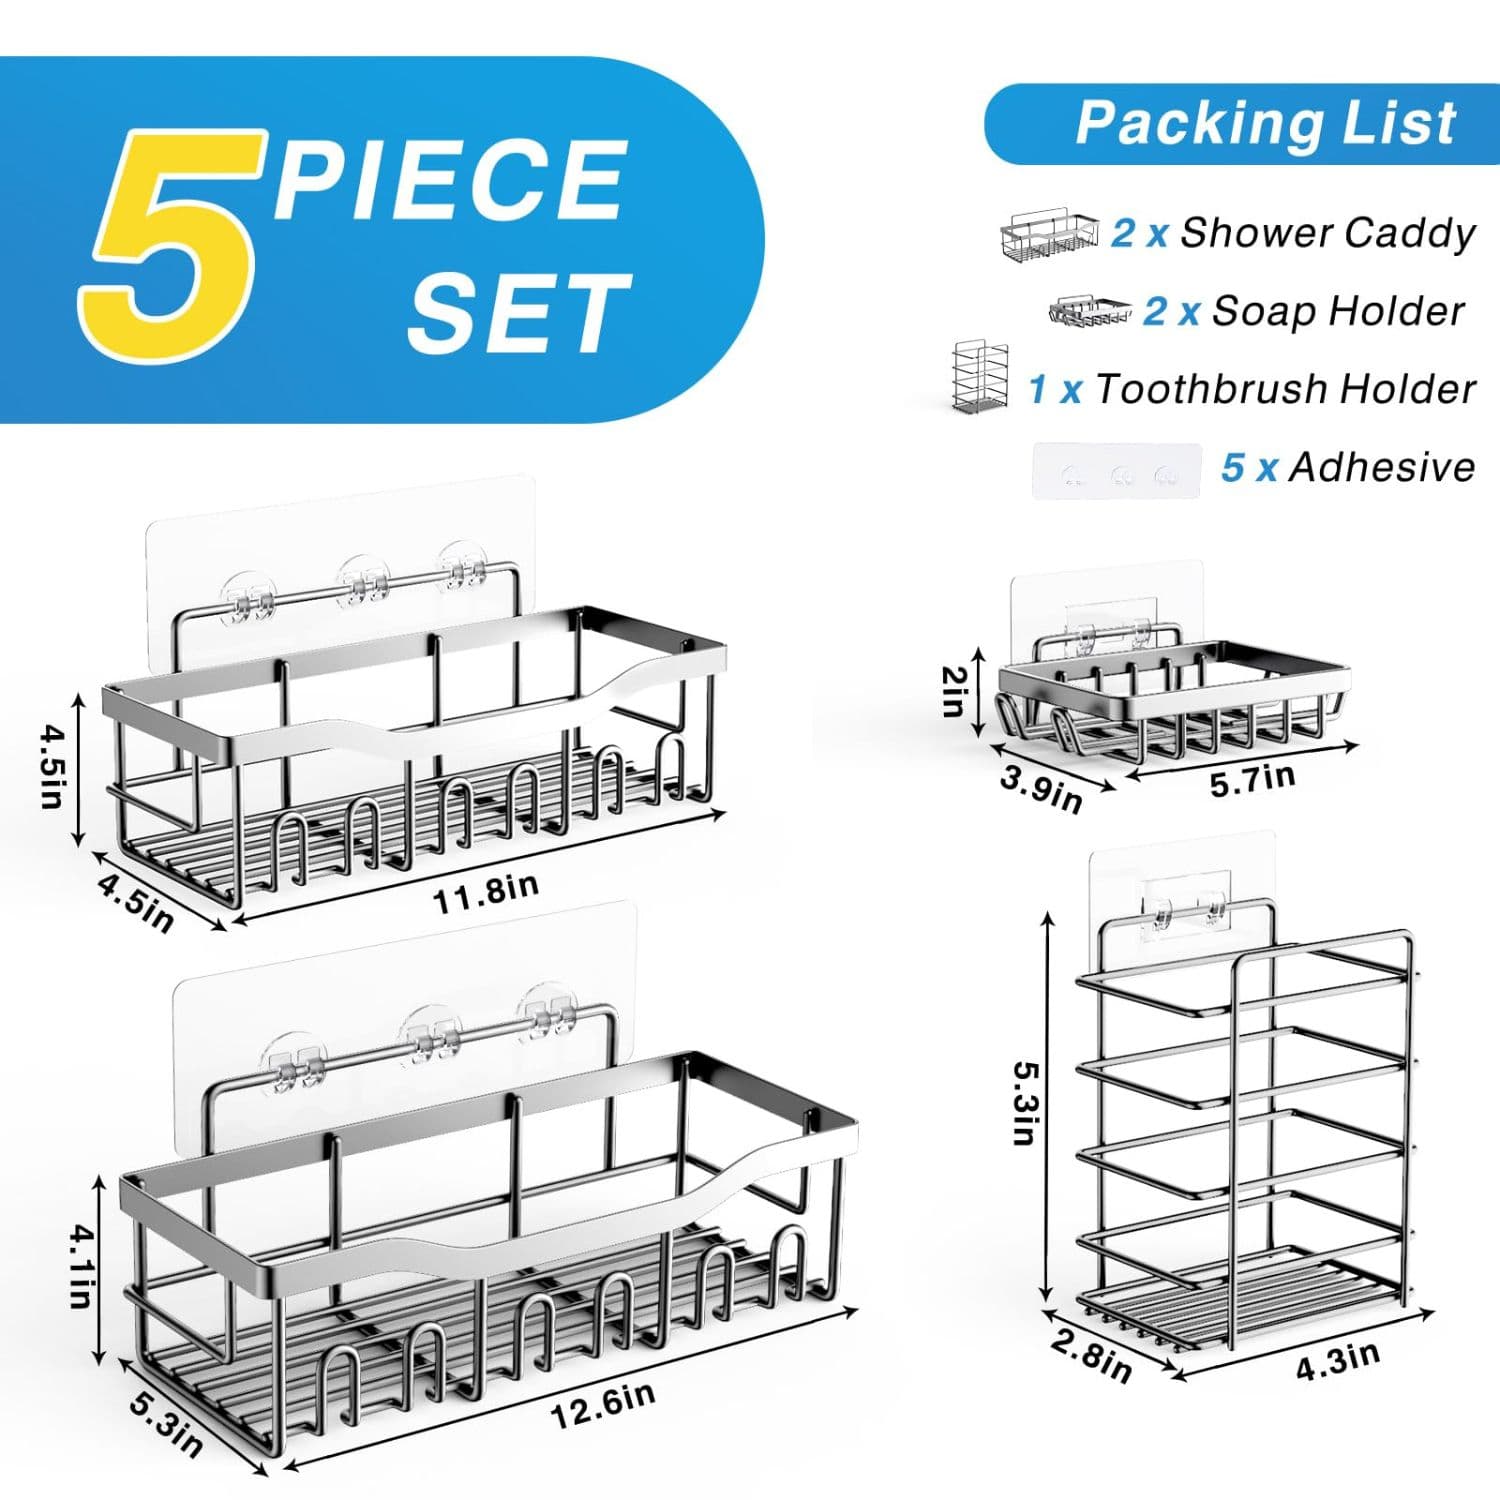 5 PIECE
SET
Packing List
2 x Shower Caddy
2 x Soap Holder
1 x Toothbrush Holder
5 x Adhesive
4.5in
4.5in
11.8in
2in
3.9in
5.7in
4.1in
5.3in
12.6in
5.3in
2.8in
4.3in